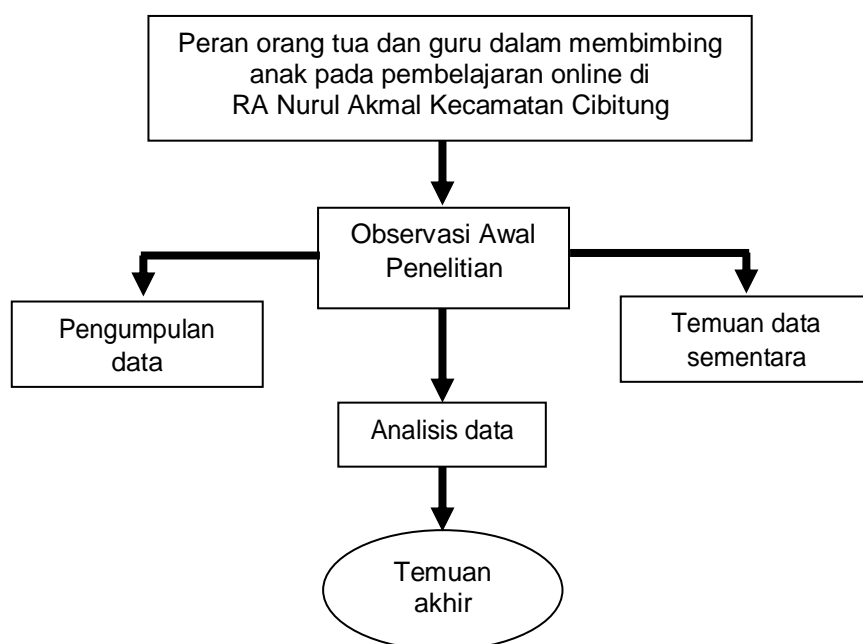 Peran orang tua dan guru dalam membimbing
anak pada pembelajaran online di
RA Nurul Akmal Kecamatan Cibitung
Observasi Awal
Penelitian
Pengumpulan
data
Temuan data
sementara
Analisis data
Temuan
akhir